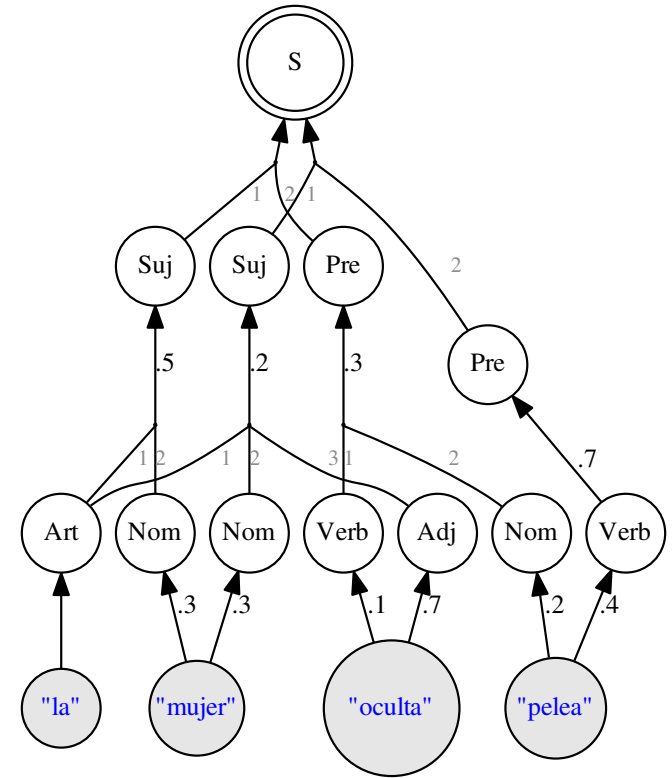 S
1 2 1
Suj Suj Pre
2
.5 .2 .3
Pre
1 2 1 2 3 1 2
.7
Art Nom Nom Verb Adj Nom Verb
.3 .3 .1 .7 .2 .4
"la" "mujer" "oculta" "pelea"